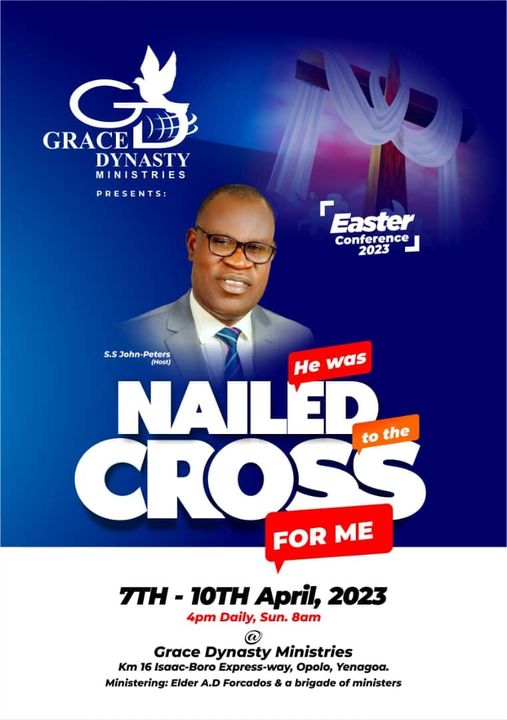 GD
GRACE
DYNASTY
MINISTRIES
PRESENTS:
Easter
Conference
2023
S.S John-Peters
(Host)
He was
NAILED
to the
CROSS
FOR ME
7TH - 10TH April, 2023
4pm Daily, Sun. 8am
@
Grace Dynasty Ministries
Km 16 Isaac-Boro Express-way, Opolo, Yenagoa.
Ministering: Elder A.D Forcados & a brigade of ministers